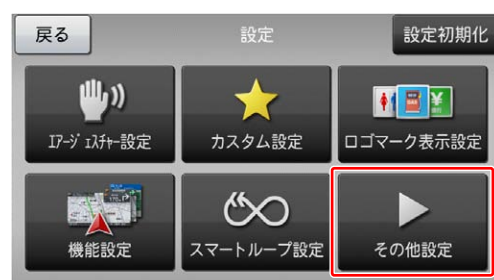 戻る
設定
設定初期化
エアージェスチャー設定
カスタム設定
ロゴマーク表示設定
機能設定
スマートループ設定
その他設定